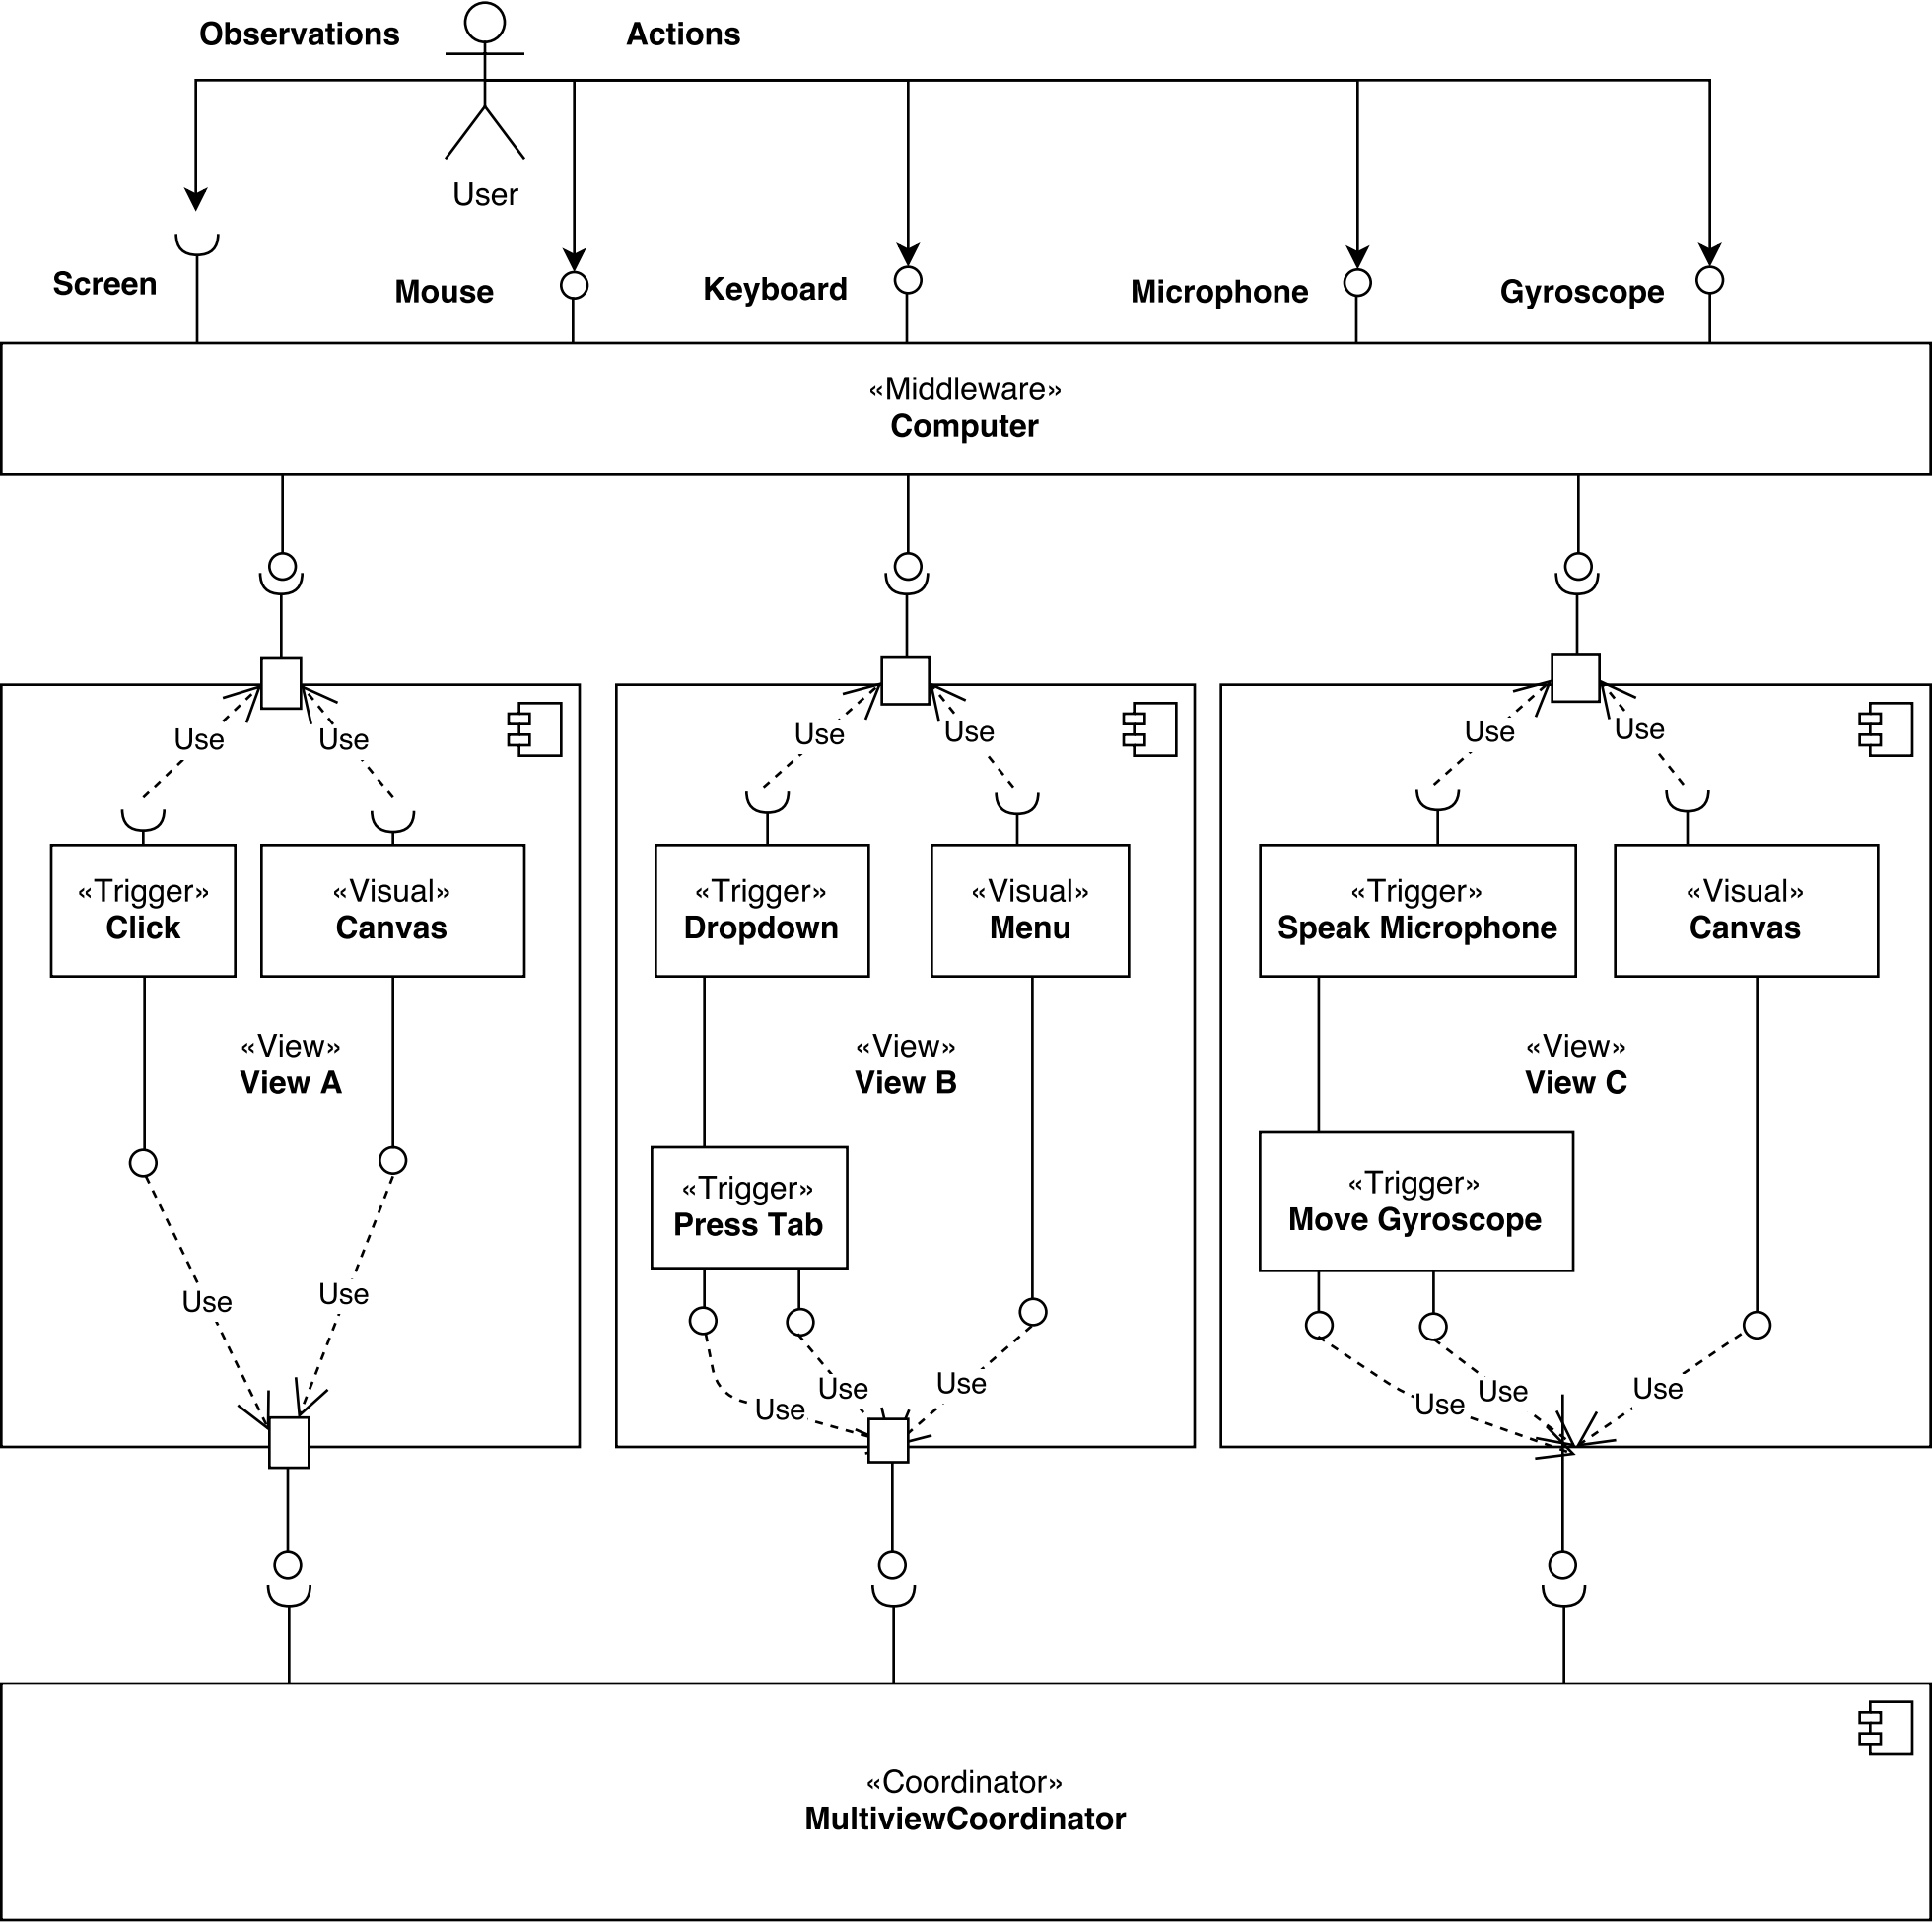 Observations
Actions
User
Screen
Mouse
Keyboard
Microphone
Gyroscope
«Middleware»
Computer
Use
Use
Use
Use
Use
Use
«Trigger»
Click
«Visual»
Canvas
«Trigger»
Dropdown
«Visual»
Menu
«Trigger»
Speak Microphone
«Visual»
Canvas
«View»
View A
«View»
View B
«View»
View C
«Trigger»
Press Tab
«Trigger»
Move Gyroscope
Use
Use
Use
Use
Use
Use
Use
Use
«Coordinator»
MultiviewCoordinator